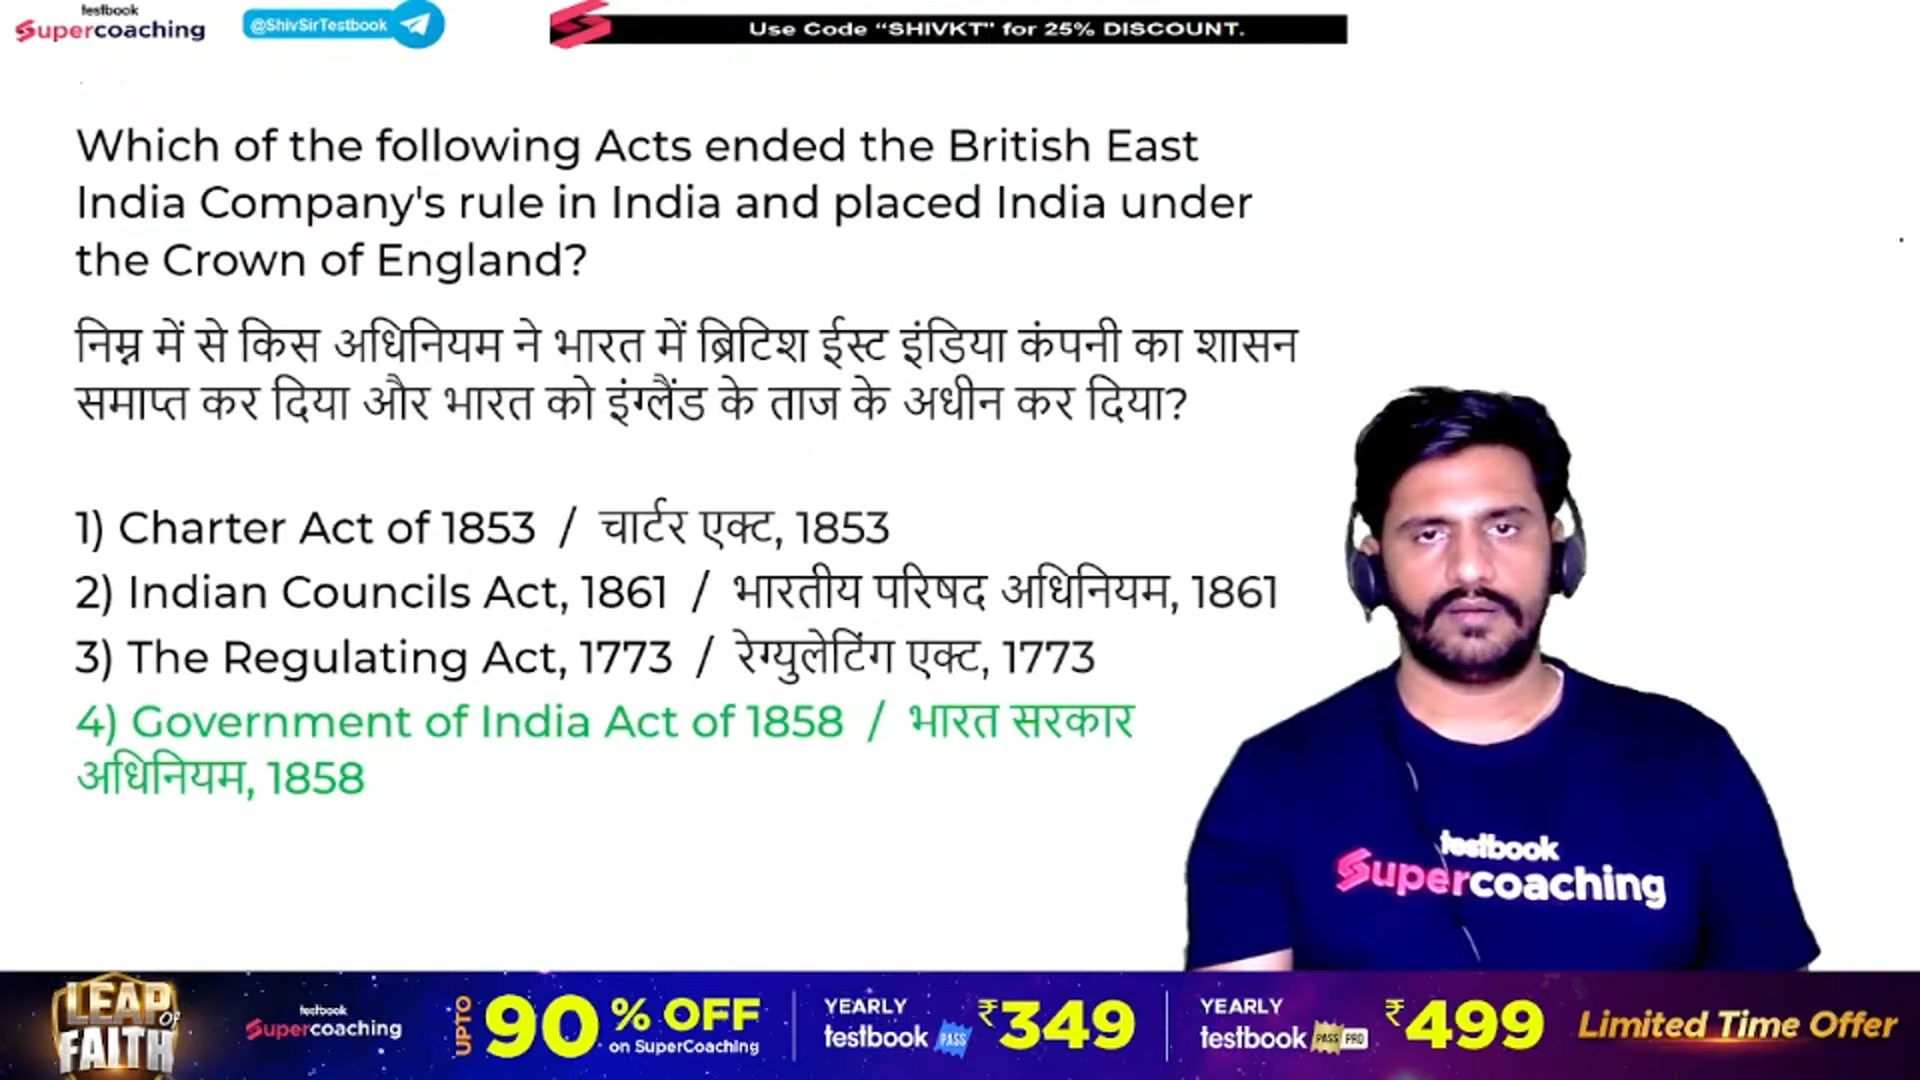 testbook
Supercoaching
@ShivSirTestbook
Use Code “SHIVKT” for 25% DISCOUNT.
Which of the following Acts ended the British East
India Company's rule in India and placed India under
the Crown of England?
निम्न में से किस अधिनियम ने भारत में ब्रिटिश ईस्ट इंडिया कंपनी का शासन
समाप्त कर दिया और भारत को इंग्लैंड के ताज के अधीन कर दिया?
1) Charter Act of 1853 / चार्टर एक्ट, 1853
2) Indian Councils Act, 1861 / भारतीय परिषद अधिनियम, 1861
3) The Regulating Act, 1773 / रेग्युलेटिंग एक्ट, 1773
4) Government of India Act of 1858 / भारत सरकार
अधिनियम, 1858
testbook
Supercoaching
LEAP OF
FAITH
testbook
Supercoaching
UPTO 90% OFF
on SuperCoaching
YEARLY
testbook PASS ₹349
YEARLY
testbook PASS PRO ₹499
Limited Time Offer